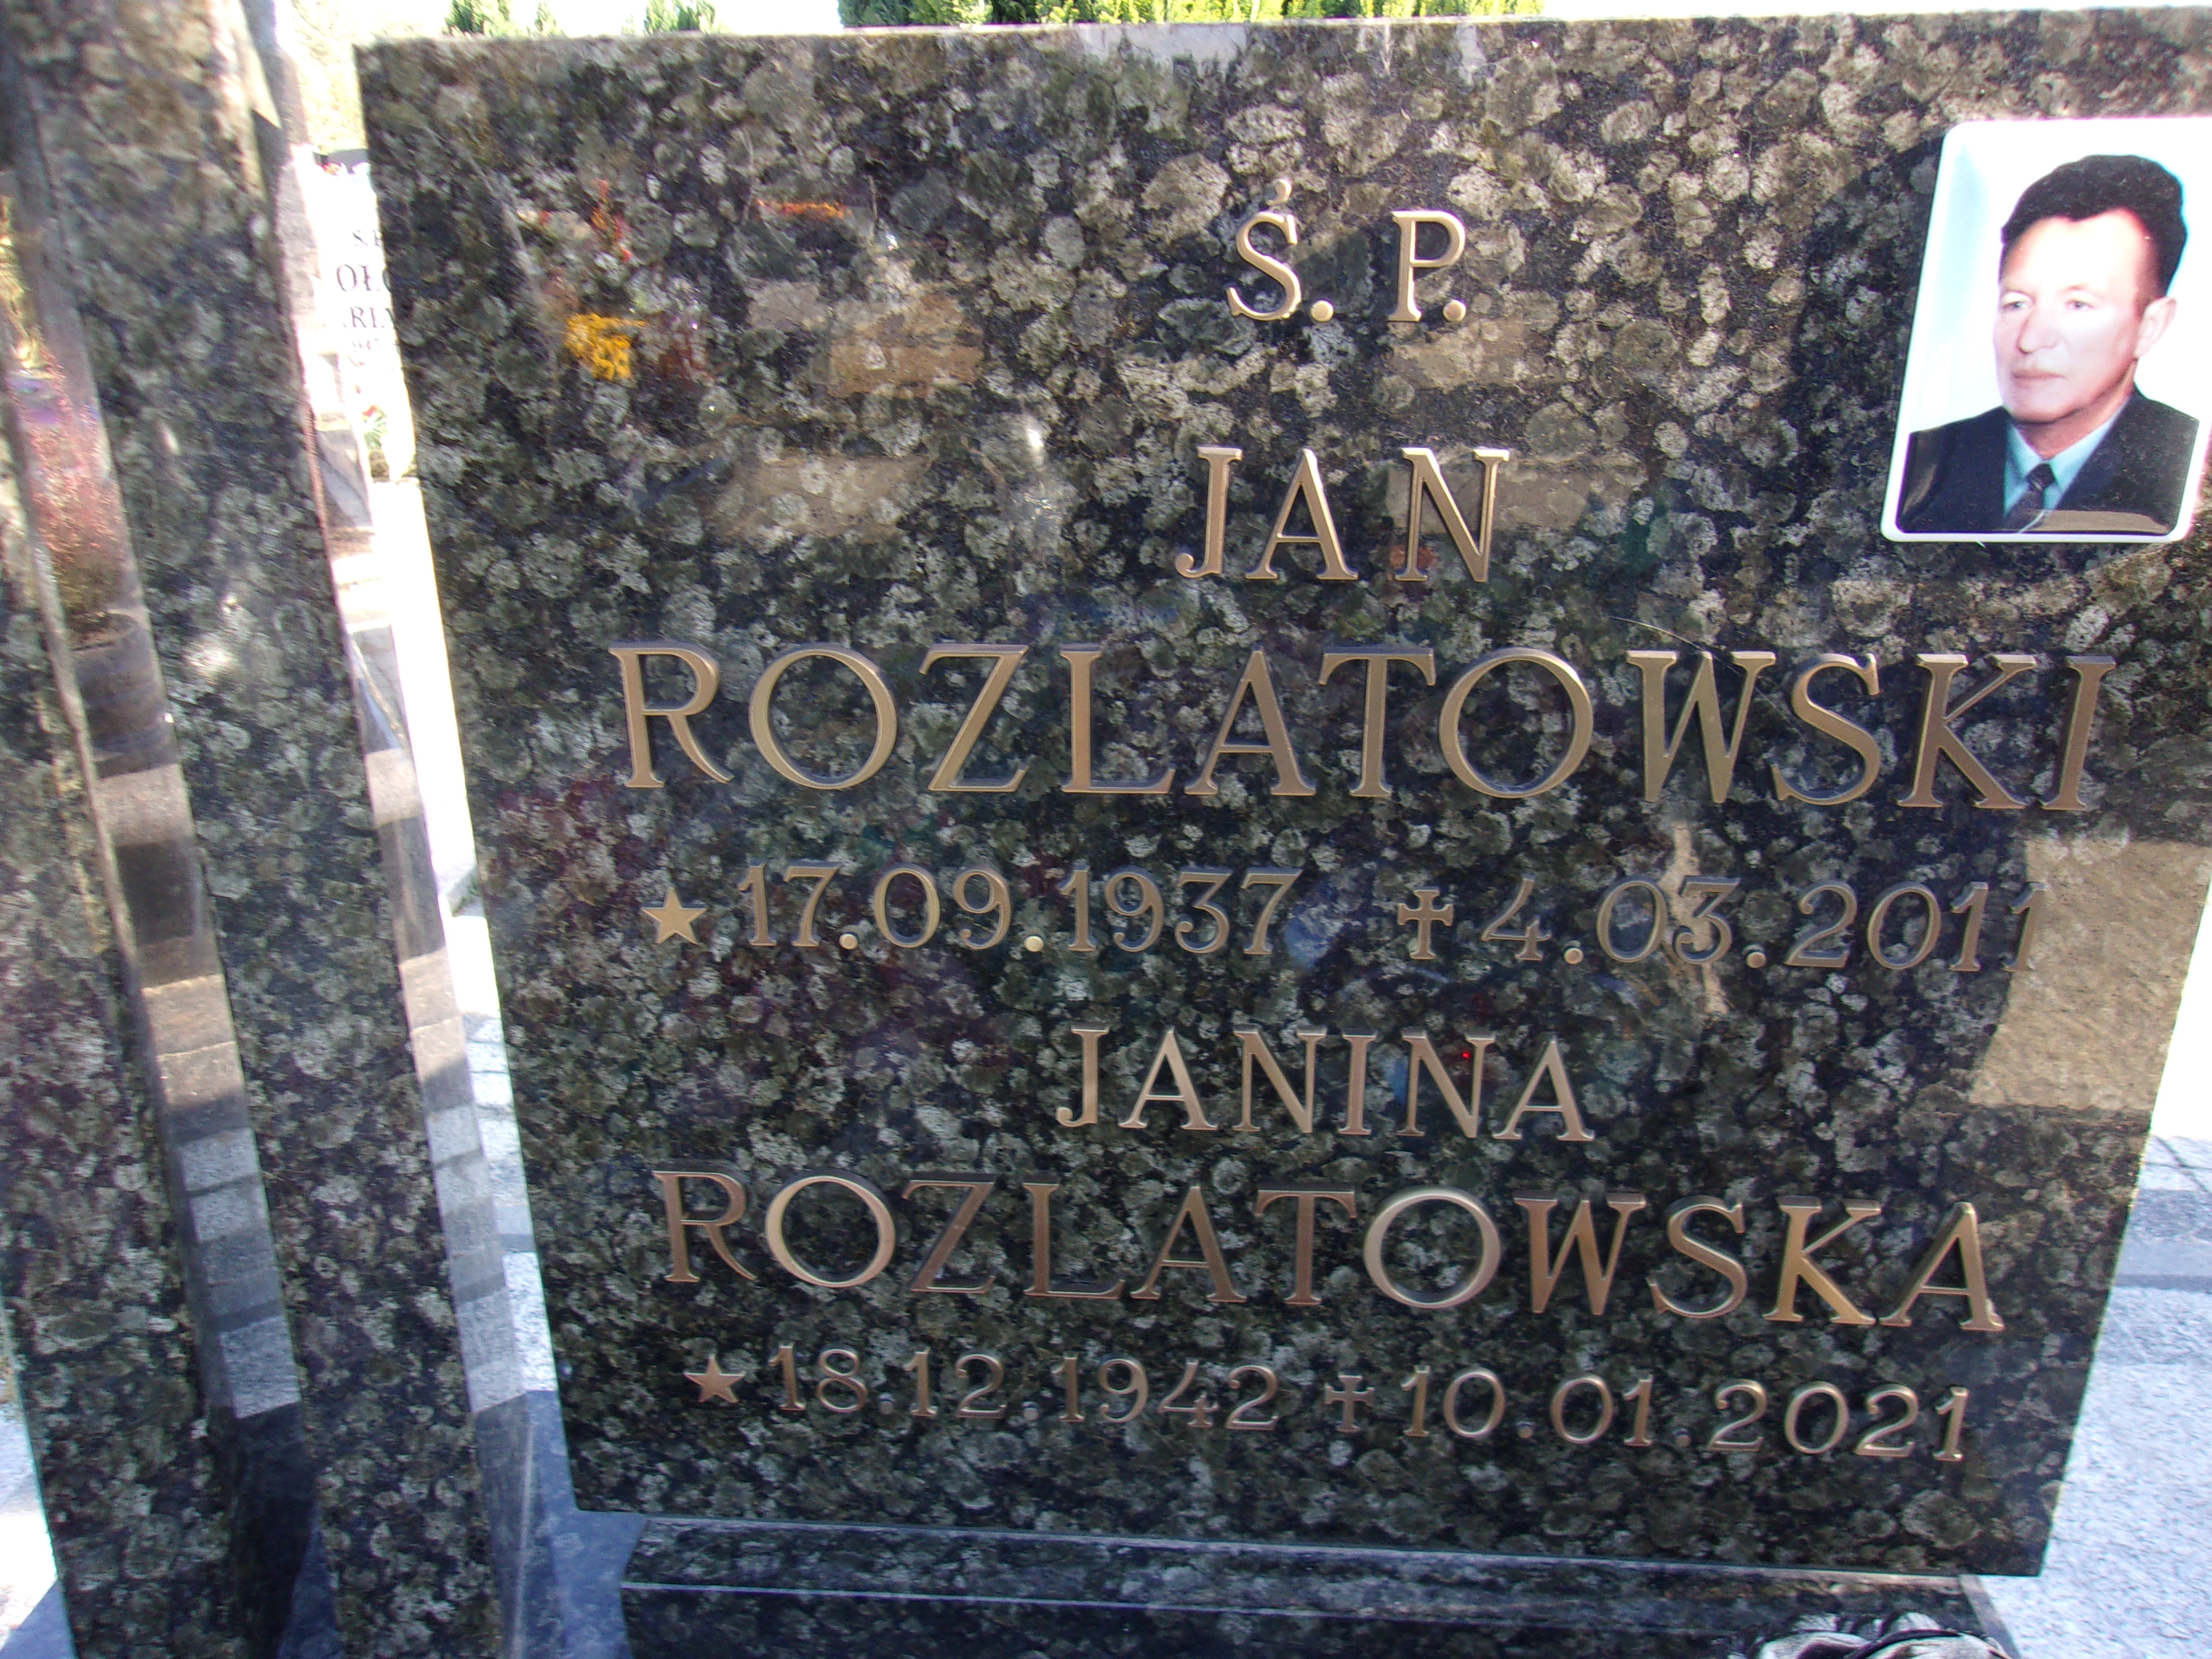 Ś. P.
JAN
ROZLATOWSKI
★ 17.09.1937 ✝ 4.03.2011
JANINA
ROZLATOWSKA
★ 18.12.1942 ✝ 10.01.2021